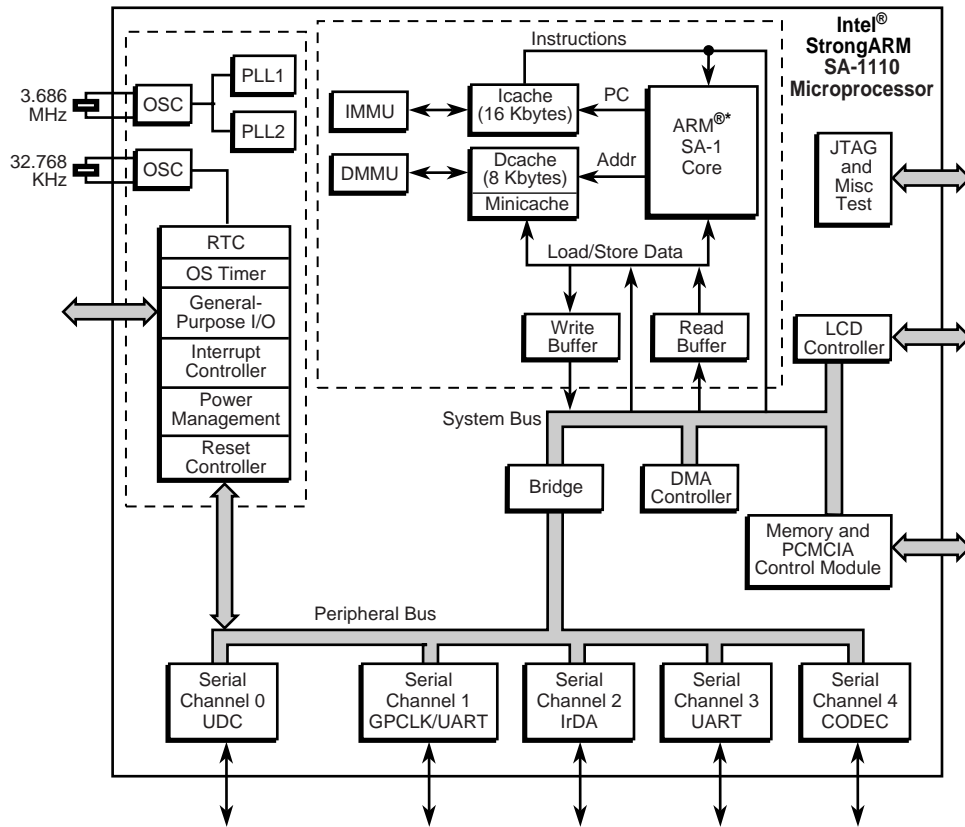 Intel®
StrongARM
SA-1110
Microprocessor
3.686
MHz
OSC
PLL1
PLL2
32.768
KHz
OSC
RTC
OS Timer
General-
Purpose I/O
Interrupt
Controller
Power
Management
Reset
Controller
Instructions
IMMU
Icache
(16 Kbytes)
PC
DMMU
Dcache
(8 Kbytes)
Minicache
Addr
ARM®*
SA-1
Core
Load/Store Data
Write
Buffer
Read
Buffer
JTAG
and
Misc
Test
LCD
Controller
System Bus
Bridge
DMA
Controller
Memory and
PCMCIA
Control Module
Peripheral Bus
Serial
Channel 0
UDC
Serial
Channel 1
GPCLK/UART
Serial
Channel 2
IrDA
Serial
Channel 3
UART
Serial
Channel 4
CODEC